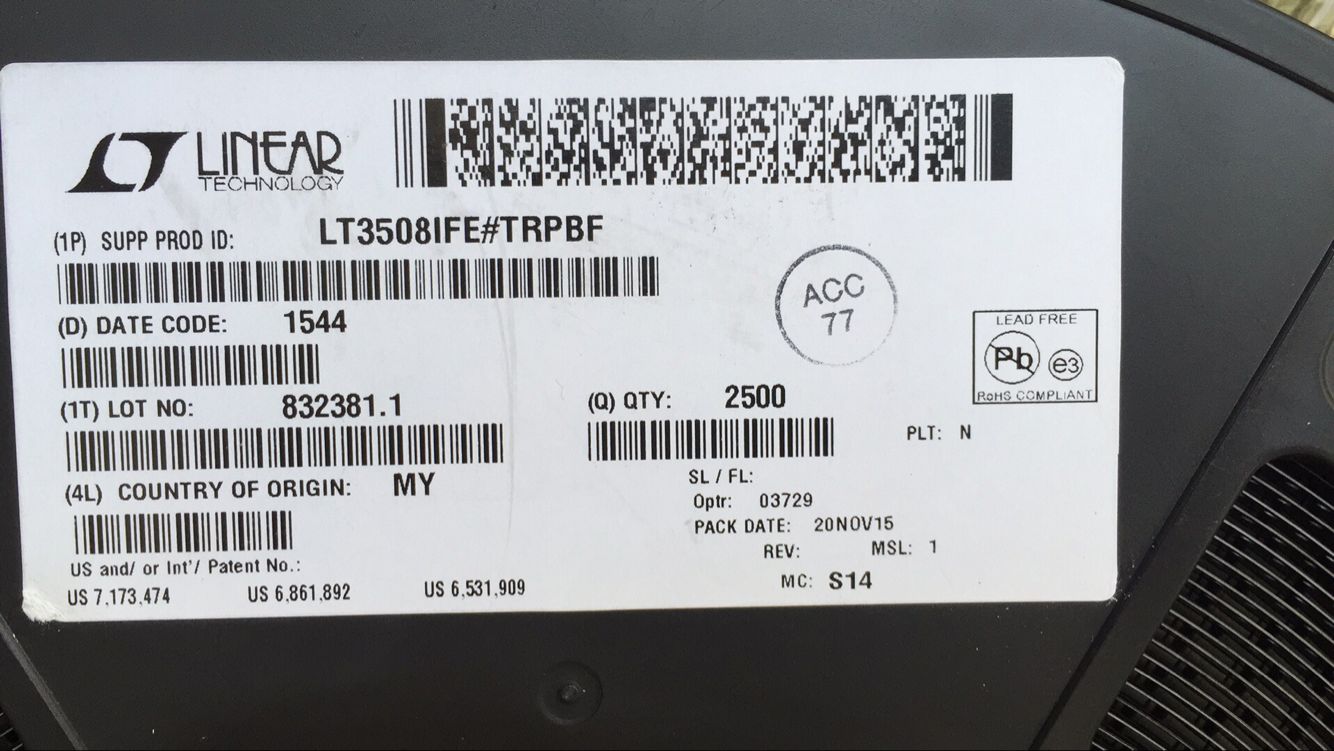 LINEAR
TECHNOLOGY
(1P) SUPP PROD ID: LT3508IFE#TRPBF
(D) DATE CODE: 1544
ACC
77
LEAD FREE
Pb e3
RoHS COMPLIANT
(1T) LOT NO: 832381.1
(Q) QTY: 2500
PLT: N
(4L) COUNTRY OF ORIGIN: MY
SL / FL:
Optr: 03729
PACK DATE: 20NOV15
REV: MSL: 1
MC: S14
US and/ or Int'/ Patent No.:
US 7,173,474 US 6,861,892 US 6,531,909